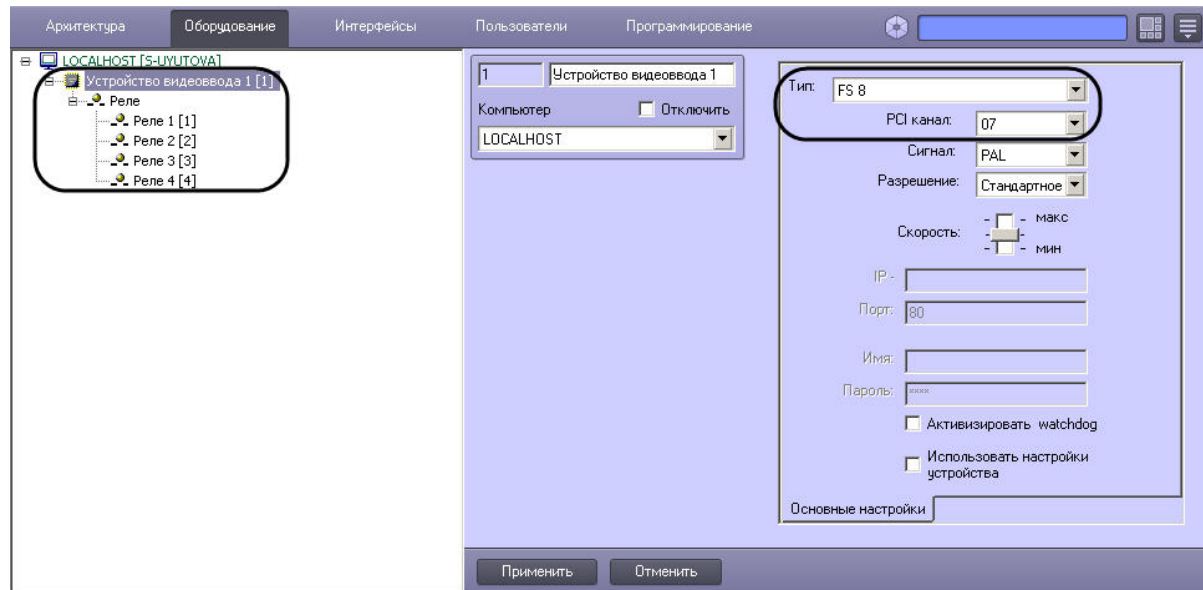 Архитектура Оборудование Интерфейсы Пользователи Программирование
LOCALHOST [S-UYUTOVA]
Устройство видеоввода 1 [1]
Реле
Реле 1 [1]
Реле 2 [2]
Реле 3 [3]
Реле 4 [4]
1 Устройство видеоввода 1
Компьютер Отключить
LOCALHOST
Тип: FS 8
PCI канал: 07
Сигнал: PAL
Разрешение: Стандартное
Скорость: макс
мин
IP -
Порт: 80
Имя:
Пароль: ××××
Активизировать watchdog
Использовать настройки
устройства
Основные настройки
Применить Отменить